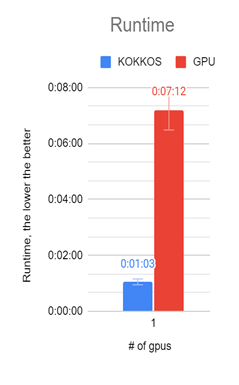 Runtime
KOKKOS GPU
0:08:00
0:07:12
0:06:00
0:04:00
0:02:00
0:01:03
0:00:00
1
# of gpus
Runtime, the lower the better